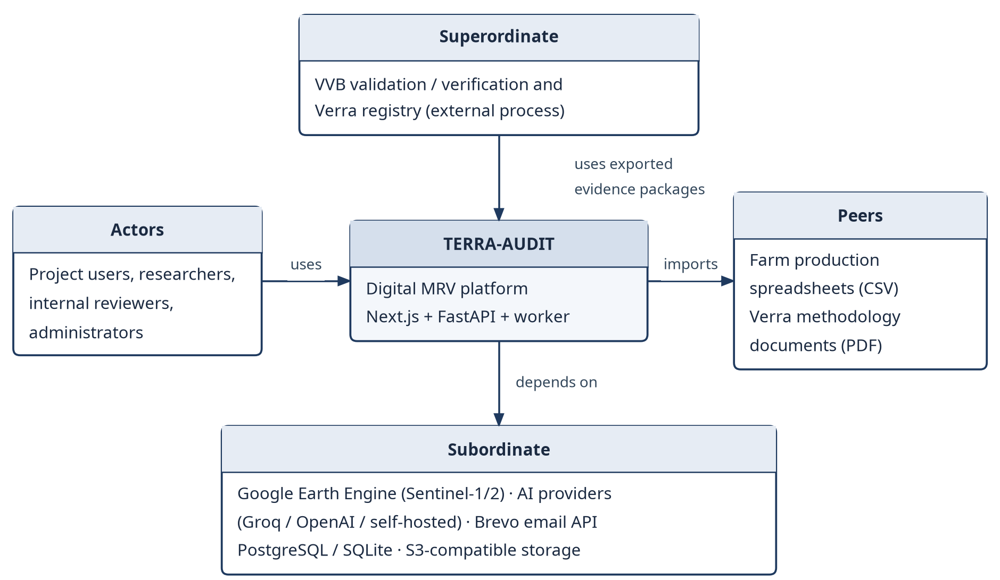 Superordinate
VVB validation / verification and
Verra registry (external process)
uses exported
evidence packages
Actors
Project users, researchers,
internal reviewers,
administrators
uses
TERRA-AUDIT
Digital MRV platform
Next.js + FastAPI + worker
imports
Peers
Farm production
spreadsheets (CSV)
Verra methodology
documents (PDF)
depends on
Subordinate
Google Earth Engine (Sentinel-1/2) · AI providers
(Groq / OpenAI / self-hosted) · Brevo email API
PostgreSQL / SQLite · S3-compatible storage